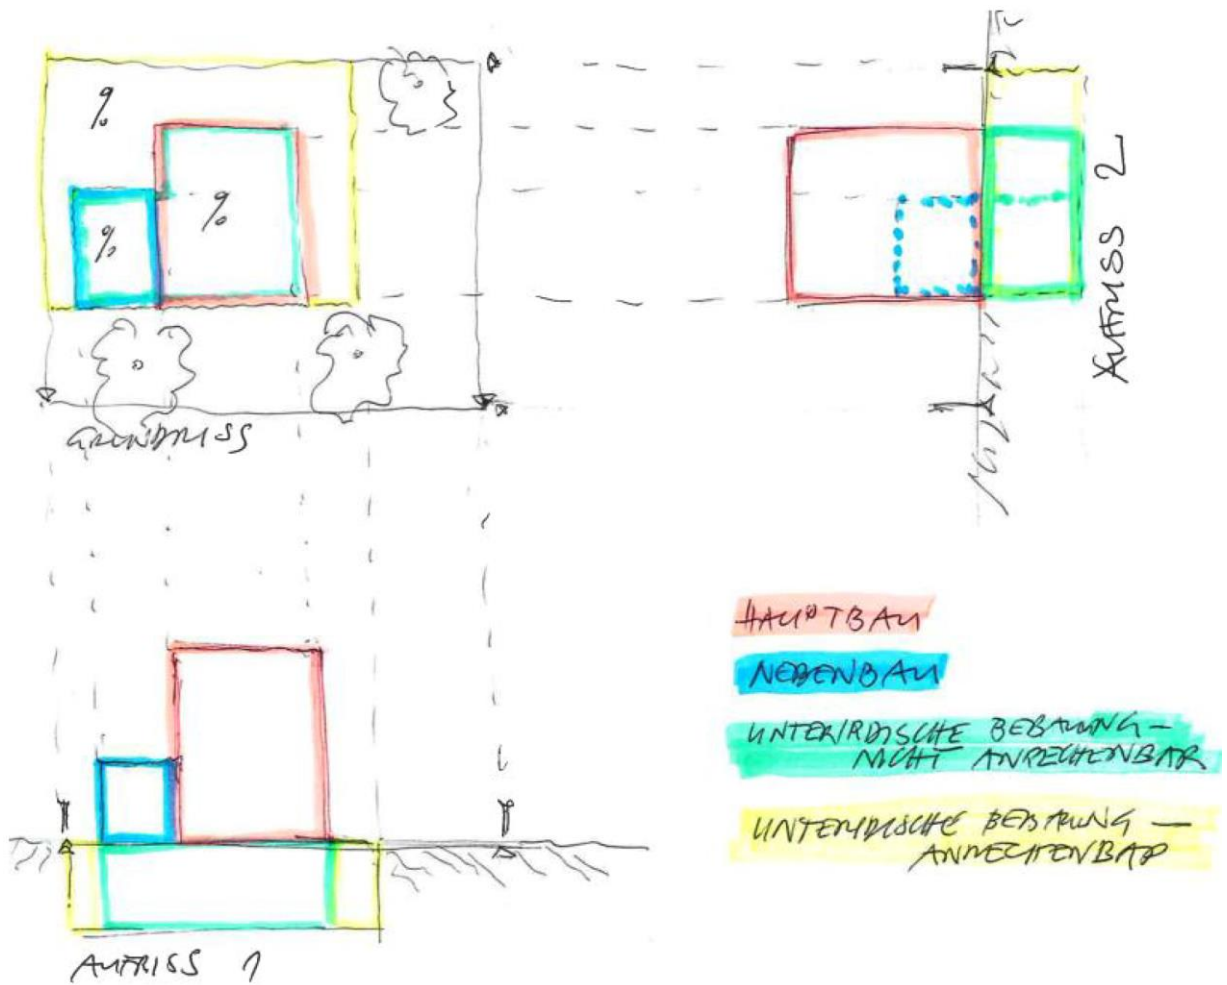 %
%
%
GRUNDRISS
AUFRISS 2
HAUPTBAU
NEBENBAU
UNTERIRDISCHE BEBAUUNG –
NICHT ANRECHENBAR
UNTERIRDISCHE BEBAUUNG –
ANRECHENBAR
AUFRISS 1